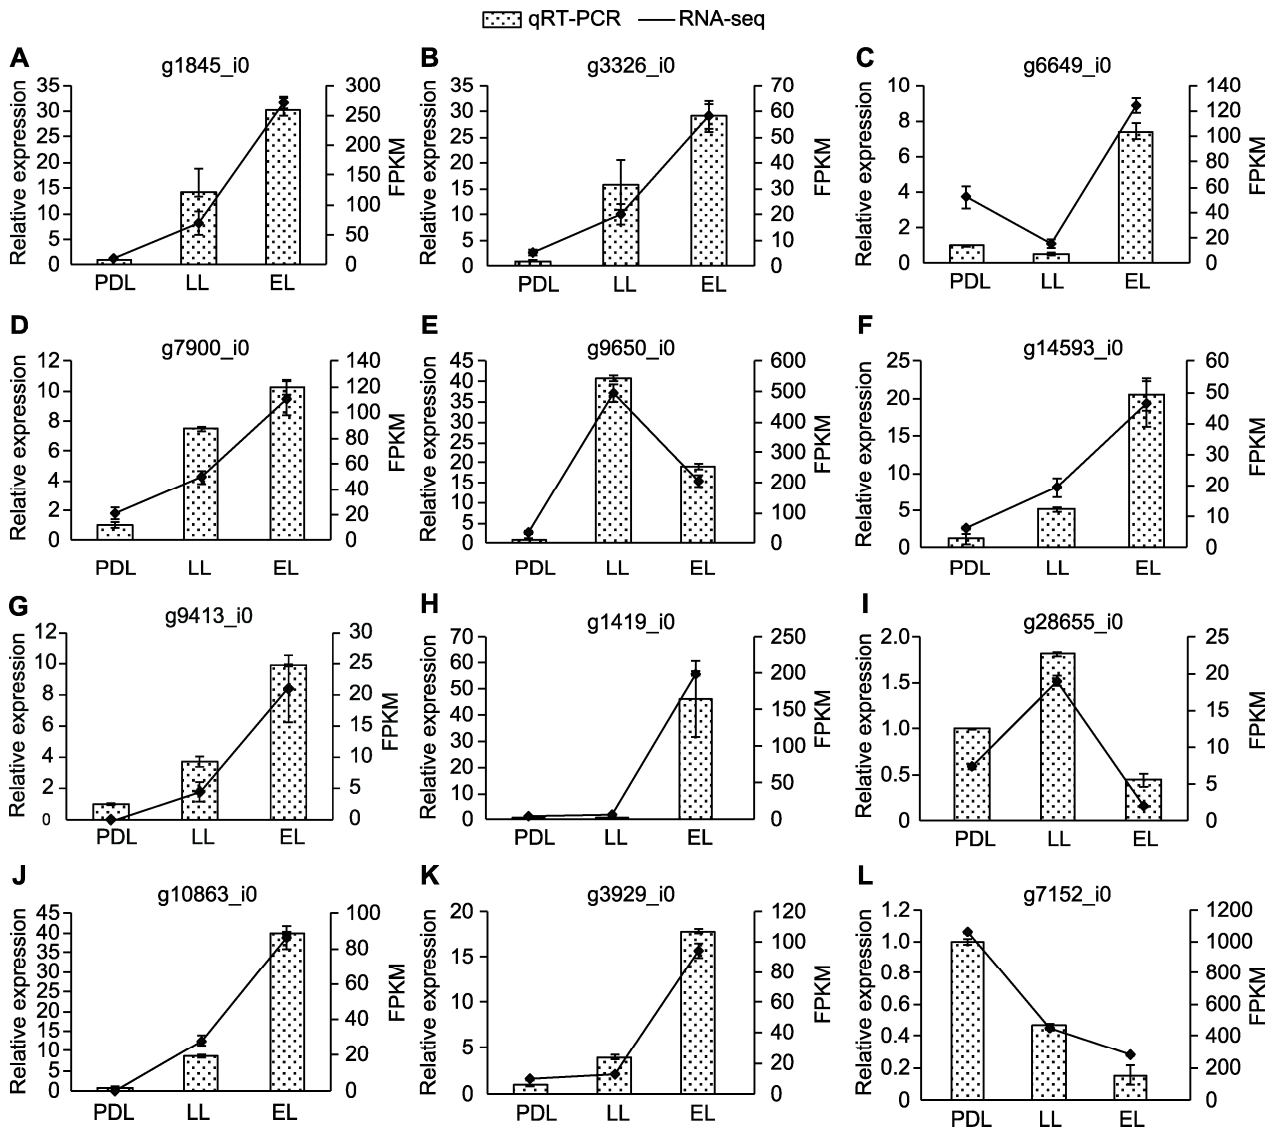 qRT-PCR RNA-seq
A B C
g1845_i0 g3326_i0 g6649_i0
Relative expression 35 30 25 20 15 10 5 0 PDL LL EL 300 250 200 150 100 50 0 FPKM
Relative expression 35 30 25 20 15 10 5 0 PDL LL EL 70 60 50 40 30 20 10 0 FPKM
Relative expression 10 8 6 4 2 0 PDL LL EL 140 120 100 80 60 40 20 0 FPKM
D E F
g7900_i0 g9650_i0 g14593_i0
Relative expression 12 10 8 6 4 2 0 PDL LL EL 140 120 100 80 60 40 20 0 FPKM
Relative expression 45 40 35 30 25 20 15 10 5 0 PDL LL EL 600 500 400 300 200 100 0 FPKM
Relative expression 25 20 15 10 5 0 PDL LL EL 60 50 40 30 20 10 0 FPKM
G H I
g9413_i0 g1419_i0 g28655_i0
Relative expression 12 10 8 6 4 2 0 PDL LL EL 30 25 20 15 10 5 0 FPKM
Relative expression 70 60 50 40 30 20 10 0 PDL LL EL 250 200 150 100 50 0 FPKM
Relative expression 2.0 1.5 1.0 0.5 0 PDL LL EL 25 20 15 10 5 0 FPKM
J K L
g10863_i0 g3929_i0 g7152_i0
Relative expression 45 40 35 30 25 20 15 10 5 0 PDL LL EL 100 80 60 40 20 0 FPKM
Relative expression 20 15 10 5 0 PDL LL EL 120 100 80 60 40 20 0 FPKM
Relative expression 1.2 1.0 0.8 0.6 0.4 0.2 0 PDL LL EL 1200 1000 800 600 400 200 0 FPKM